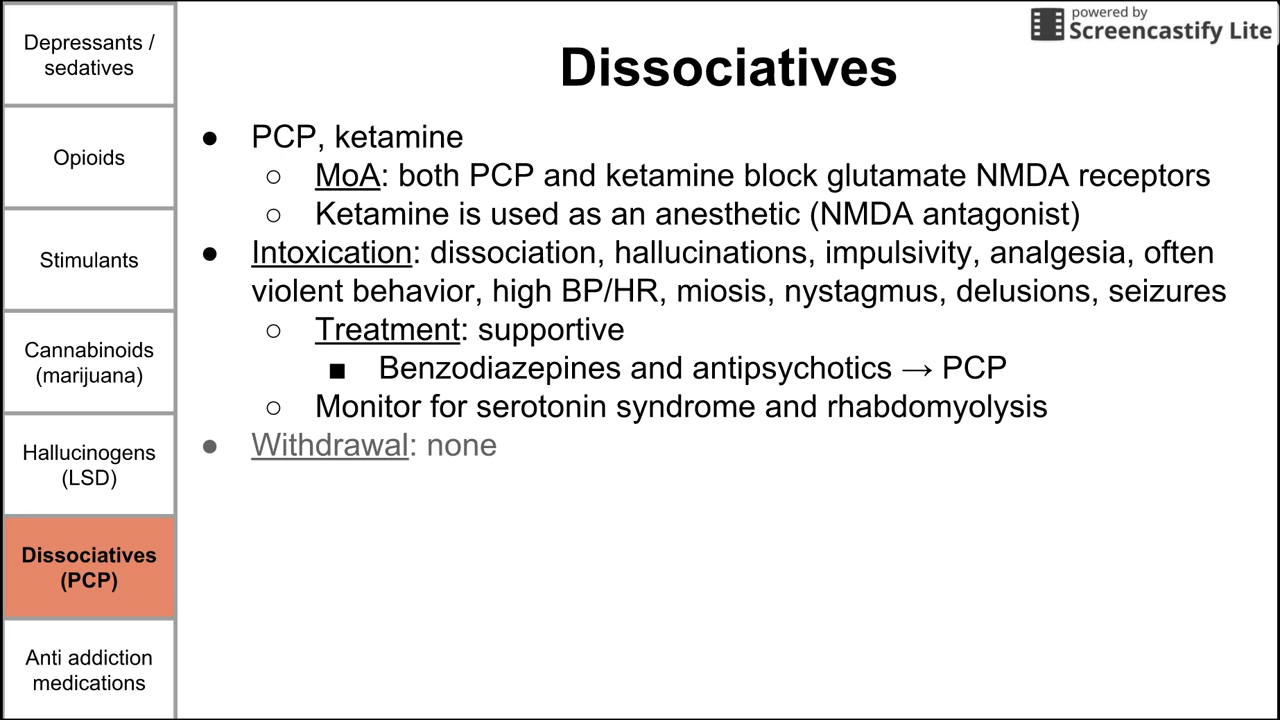 Depressants /
sedatives
Opioids
Stimulants
Cannabinoids
(marijuana)
Hallucinogens
(LSD)
Dissociatives
(PCP)
Anti addiction
medications
powered by
Screencastify Lite
Dissociatives
● PCP, ketamine
○ MoA: both PCP and ketamine block glutamate NMDA receptors
○ Ketamine is used as an anesthetic (NMDA antagonist)
● Intoxication: dissociation, hallucinations, impulsivity, analgesia, often
violent behavior, high BP/HR, miosis, nystagmus, delusions, seizures
○ Treatment: supportive
■ Benzodiazepines and antipsychotics → PCP
○ Monitor for serotonin syndrome and rhabdomyolysis
● Withdrawal: none